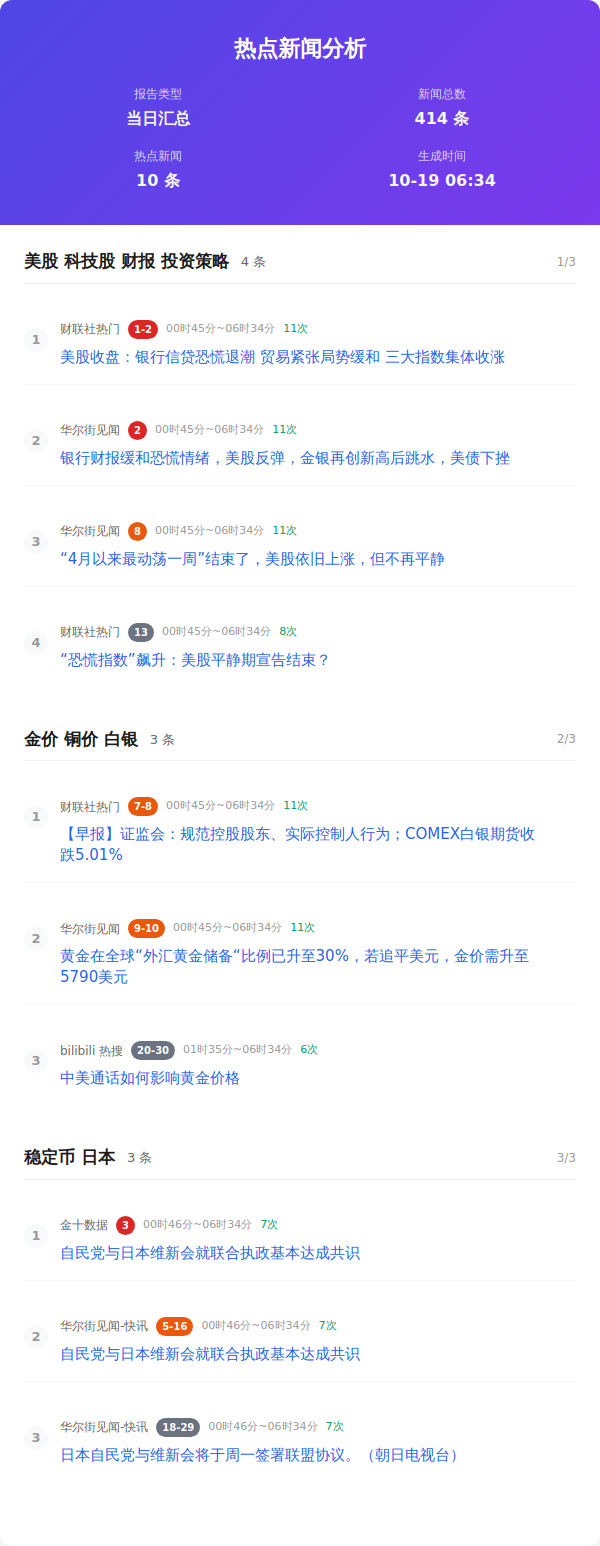 热点新闻分析
报告类型 新闻总数
当日汇总 414 条
热点新闻 生成时间
10 条 10-19 06:34
美股 科技股 财报 投资策略 4 条 1/3
1 财联社热门 1-2 00时45分~06时34分 11次
美股收盘：银行信贷恐慌退潮 贸易紧张局势缓和 三大指数集体收涨
2 华尔街见闻 2 00时45分~06时34分 11次
银行财报缓和恐慌情绪，美股反弹，金银再创新高后跳水，美债下挫
3 华尔街见闻 8 00时45分~06时34分 11次
“4月以来最动荡一周”结束了，美股依旧上涨，但不再平静
4 财联社热门 13 00时45分~06时34分 8次
“恐慌指数”飙升：美股平静期宣告结束？
金价 铜价 白银 3 条 2/3
1 财联社热门 7-8 00时45分~06时34分 11次
【早报】证监会：规范控股股东、实际控制人行为；COMEX白银期货收
跌5.01%
2 华尔街见闻 9-10 00时45分~06时34分 11次
黄金在全球“外汇黄金储备“比例已升至30%，若追平美元，金价需升至
5790美元
3 bilibili 热搜 20-30 01时35分~06时34分 6次
中美通话如何影响黄金价格
稳定币 日本 3 条 3/3
1 金十数据 3 00时46分~06时34分 7次
自民党与日本维新会就联合执政基本达成共识
2 华尔街见闻-快讯 5-16 00时46分~06时34分 7次
自民党与日本维新会就联合执政基本达成共识
3 华尔街见闻-快讯 18-29 00时46分~06时34分 7次
日本自民党与维新会将于周一签署联盟协议。（朝日电视台）